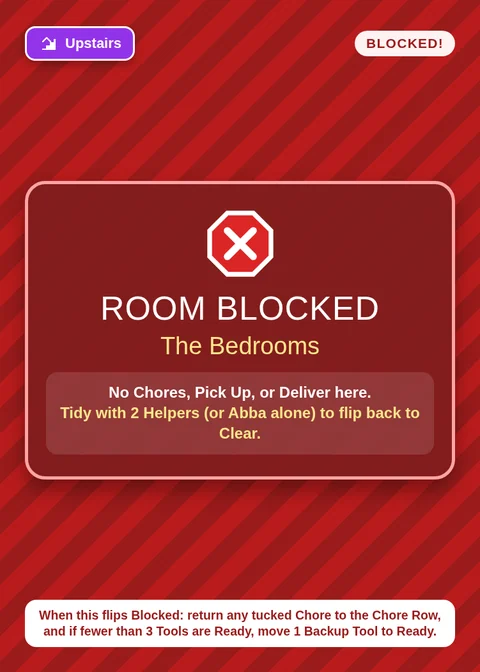 Upstairs
BLOCKED!
ROOM BLOCKED
The Bedrooms
No Chores, Pick Up, or Deliver here.
Tidy with 2 Helpers (or Abba alone) to flip back to
Clear.
When this flips Blocked: return any tucked Chore to the Chore Row,
and if fewer than 3 Tools are Ready, move 1 Backup Tool to Ready.